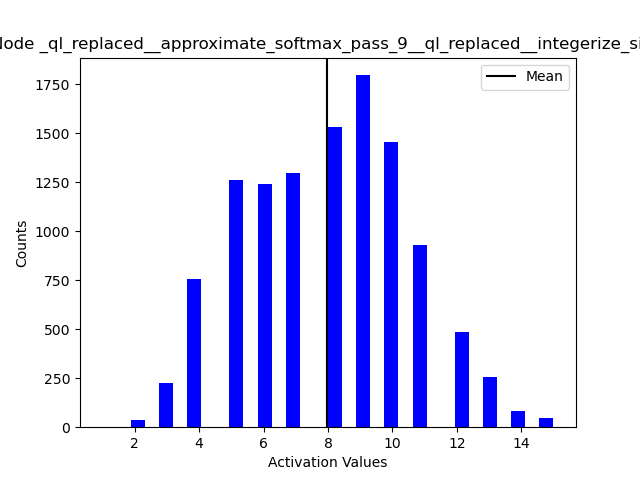 _ql_replaced__approximate_softmax_pass_9__ql_replaced__integerize_si
Mean
1750
1500
1250
1000
750
500
250
0
Counts
2 4 6 8 10 12 14
Activation Values